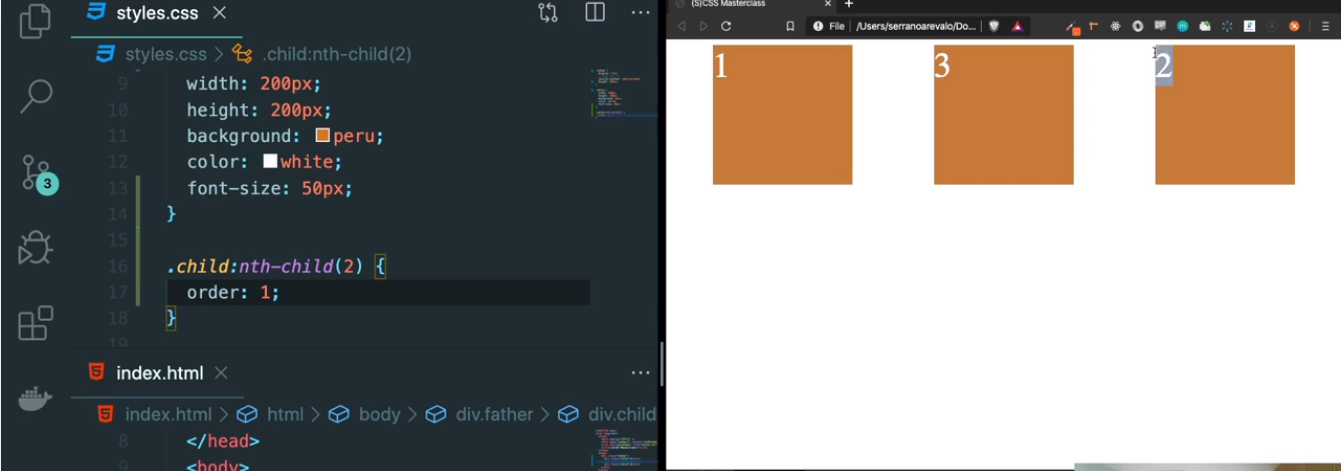 styles.css
styles.css > .child:nth-child(2)
9 width: 200px;
10 height: 200px;
11 background: peru;
12 color: white;
13 font-size: 50px;
14 }
15
16 .child:nth-child(2) {
17 order: 1;
18 }
19
3
index.html
index.html > html > body > div.father > div.child
8 </head>
9 <body>
(S)CSS Masterclass
File | /Users/serranoarevalo/Do...
1 3 2